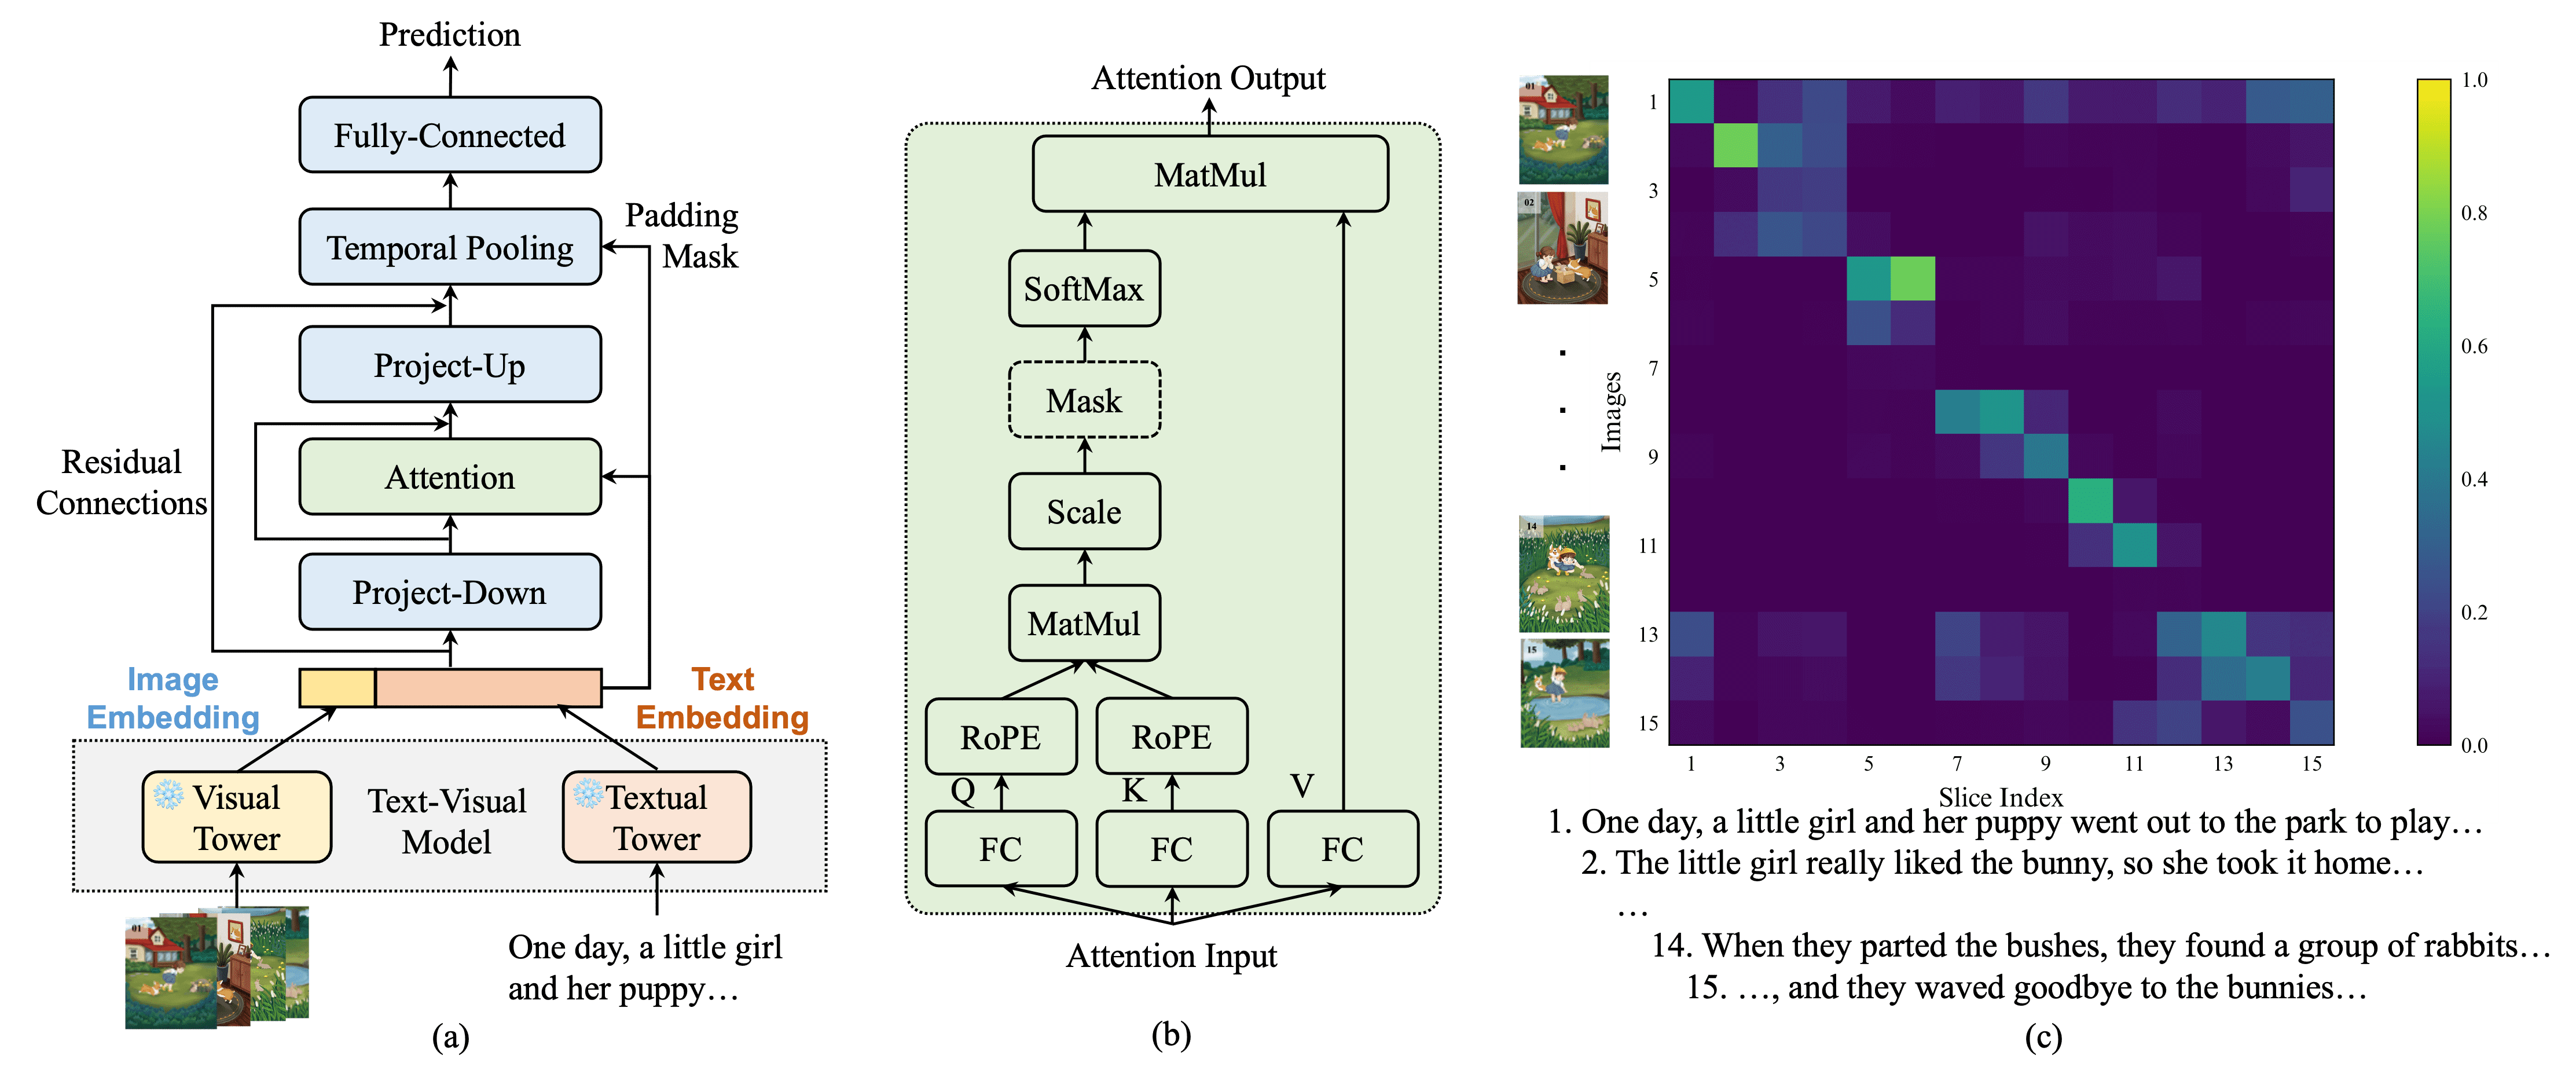 Prediction
Fully-Connected
Temporal Pooling
Padding
Mask
Project-Up
Residual
Connections
Attention
Project-Down
Image
Embedding
Text
Embedding
Visual
Tower
Text-Visual
Model
Textual
Tower
01
One day, a little girl
and her puppy…
(a)
Attention Output
MatMul
SoftMax
Mask
Scale
MatMul
RoPE
RoPE
Q
K
V
FC
FC
FC
Attention Input
(b)
01
02
.
.
.
14
15
Images
1
3
5
7
9
11
13
15
1 3 5 7 9 11 13 15
Slice Index
1.0
0.8
0.6
0.4
0.2
0.0
1. One day, a little girl and her puppy went out to the park to play…
2. The little girl really liked the bunny, so she took it home…
…
14. When they parted the bushes, they found a group of rabbits…
15. …, and they waved goodbye to the bunnies…
(c)